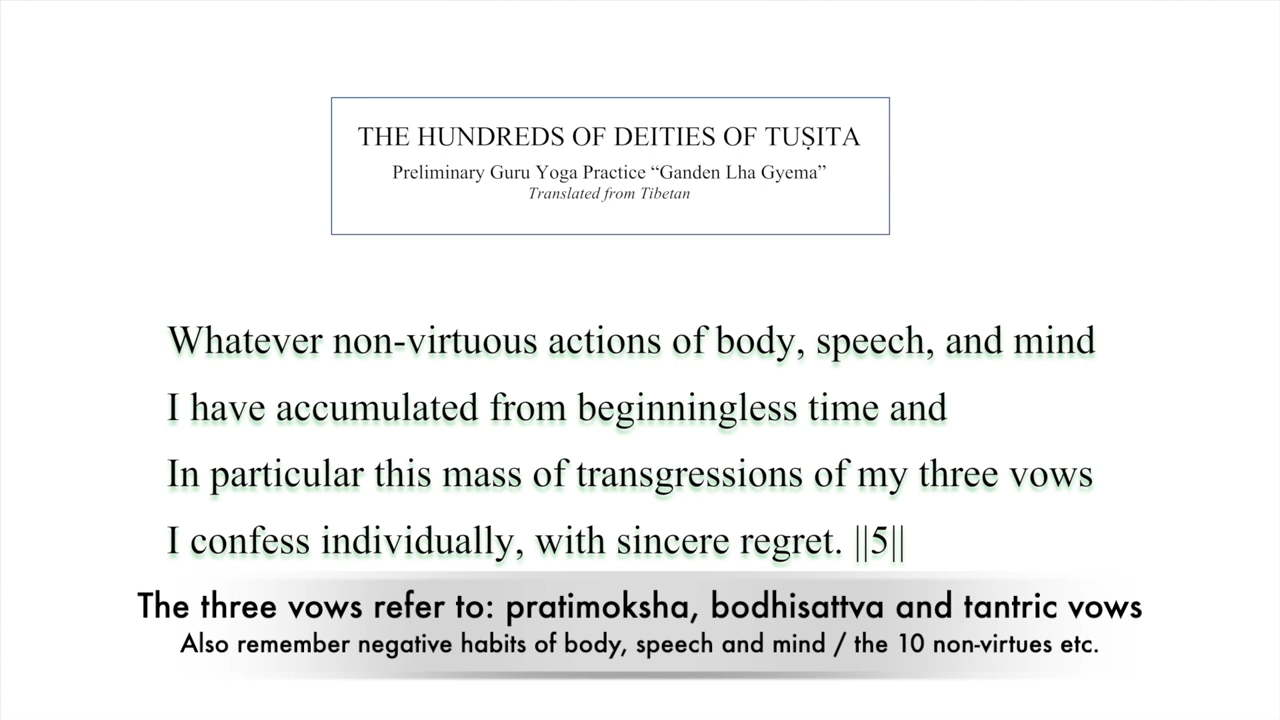 THE HUNDREDS OF DEITIES OF TUṢITA
Preliminary Guru Yoga Practice “Ganden Lha Gyema”
Translated from Tibetan
Whatever non-virtuous actions of body, speech, and mind
I have accumulated from beginningless time and
In particular this mass of transgressions of my three vows
I confess individually, with sincere regret. ||5||
The three vows refer to: pratimoksha, bodhisattva and tantric vows
Also remember negative habits of body, speech and mind / the 10 non-virtues etc.